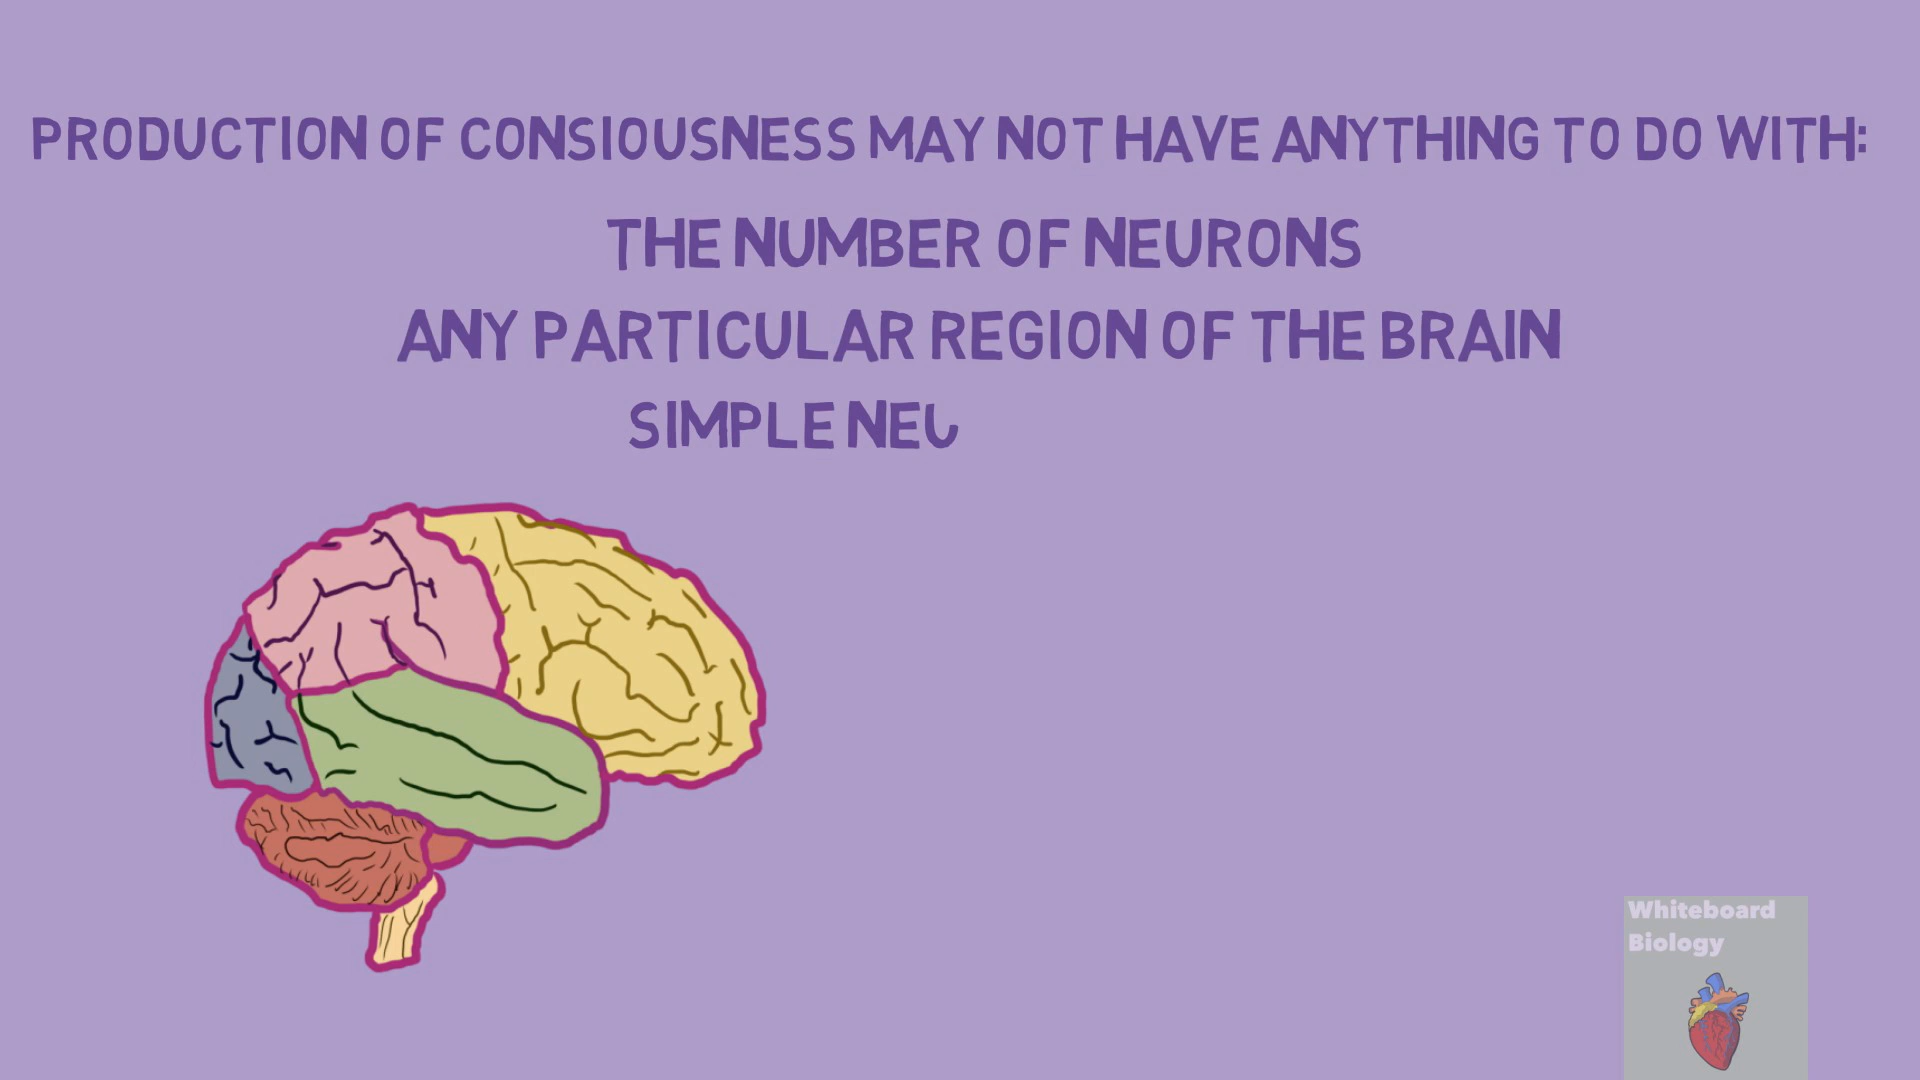 PRODUCTION OF CONSIOUSNESS MAY NOT HAVE ANYTHING TO DO WITH:
THE NUMBER OF NEURONS
ANY PARTICULAR REGION OF THE BRAIN
SIMPLE NEU
Whiteboard
Biology